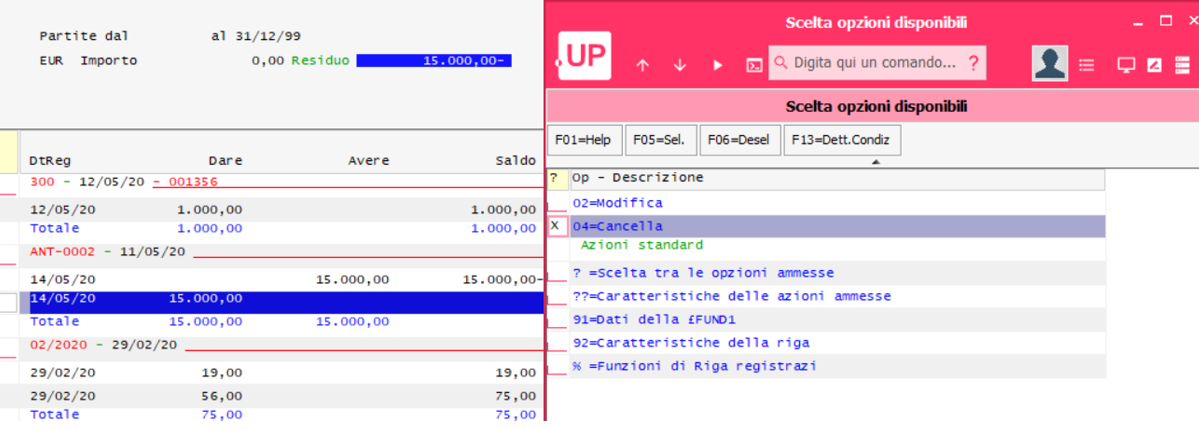 Partite dal al 31/12/99
EUR Importo 0,00 Residuo 15.000,00-
DtReg Dare Avere Saldo
300 - 12/05/20 - 001356
12/05/20 1.000,00 1.000,00
Totale 1.000,00 1.000,00
ANT-0002 - 11/05/20
14/05/20 15.000,00 15.000,00-
14/05/20 15.000,00
Totale 15.000,00 15.000,00
02/2020 - 29/02/20
29/02/20 19,00 19,00
29/02/20 56,00 75,00
Totale 75,00 75,00
Scelta opzioni disponibili
.UP
Digita qui un comando... ?
Scelta opzioni disponibili
F01=Help F05=Sel. F06=Desel F13=Dett.Condiz
? Op - Descrizione
02=Modifica
X 04=Cancella
Azioni standard
? =Scelta tra le opzioni ammesse
??=Caratteristiche delle azioni ammesse
91=Dati della £FUND1
92=Caratteristiche della riga
% =Funzioni di Riga registrazi